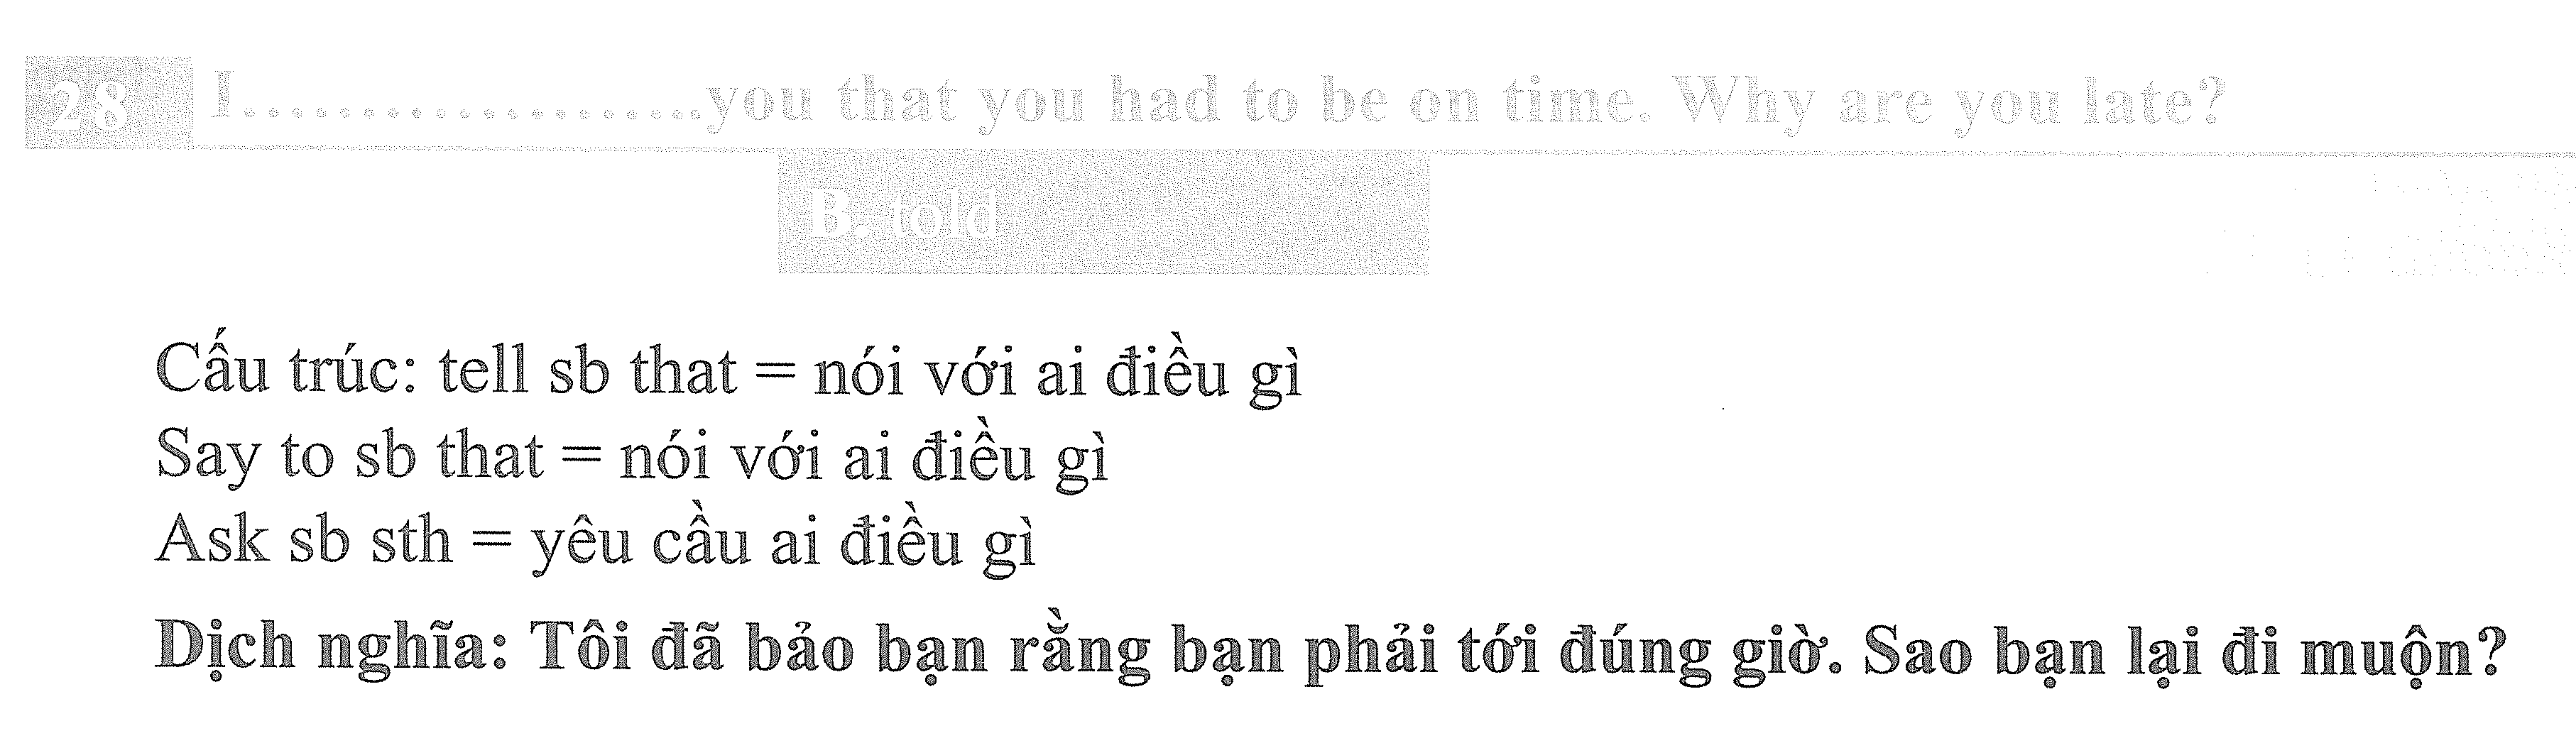 28 I....................you that you had to be on time. Why are you late?
B. told
Cấu trúc: tell sb that = nói với ai điều gì
Say to sb that = nói với ai điều gì
Ask sb sth = yêu cầu ai điều gì
Dịch nghĩa: Tôi đã bảo bạn rằng bạn phải tới đúng giờ. Sao bạn lại đi muộn?